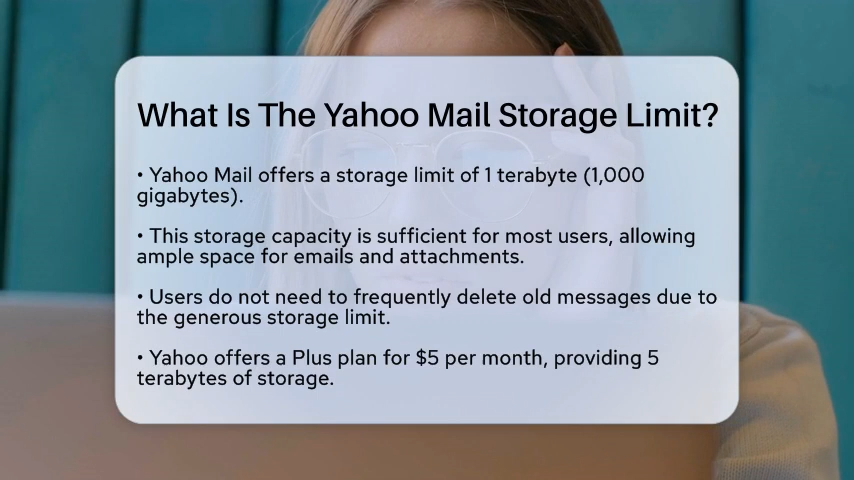 What Is The Yahoo Mail Storage Limit?
• Yahoo Mail offers a storage limit of 1 terabyte (1,000
gigabytes).
• This storage capacity is sufficient for most users, allowing
ample space for emails and attachments.
• Users do not need to frequently delete old messages due to
the generous storage limit.
• Yahoo offers a Plus plan for $5 per month, providing 5
terabytes of storage.